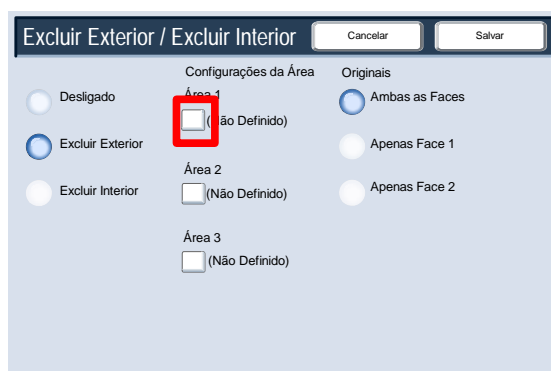 Excluir Exterior / Excluir Interior
Cancelar
Salvar
Configurações da Área
Originais
Desligado
Área 1
Ambas as Faces
(Não Definido)
Excluir Exterior
Apenas Face 1
Área 2
Excluir Interior
(Não Definido)
Apenas Face 2
Área 3
(Não Definido)